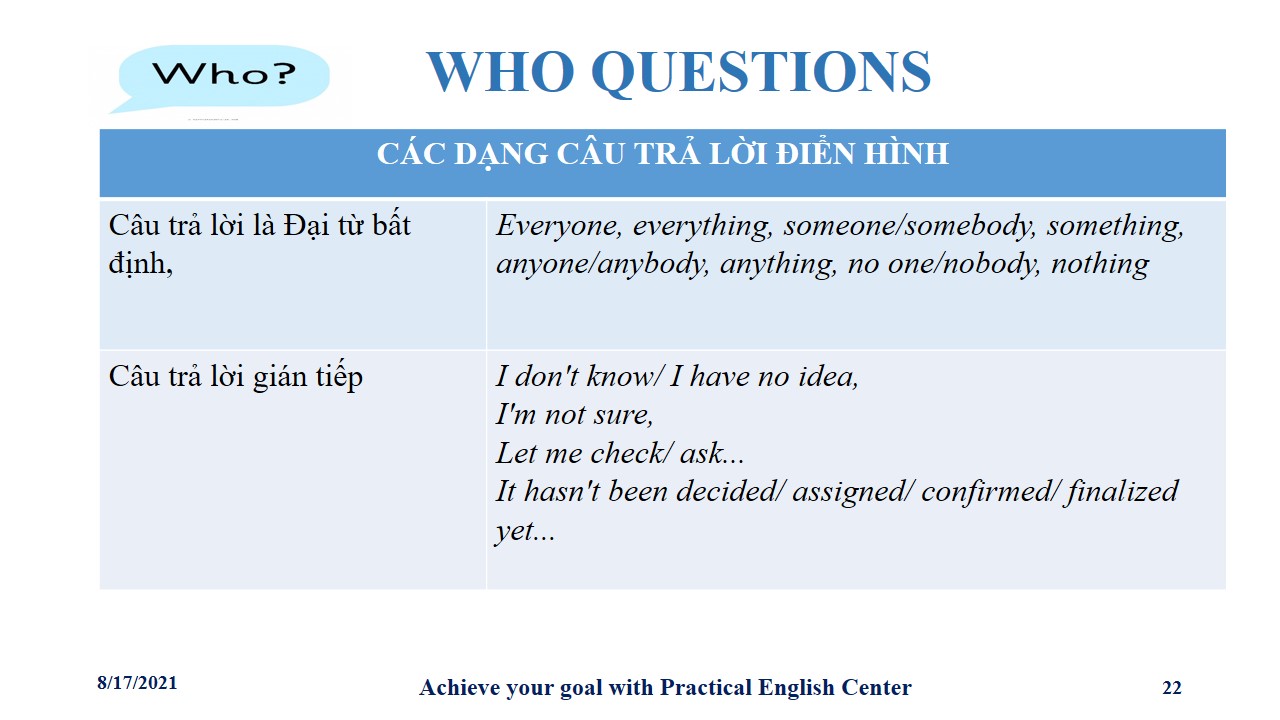 Who?
WHO QUESTIONS
CÁC DẠNG CÂU TRẢ LỜI ĐIỂN HÌNH
Câu trả lời là Đại từ bất
định,
Everyone, everything, someone/somebody, something,
anyone/anybody, anything, no one/nobody, nothing
Câu trả lời gián tiếp
I don't know/ I have no idea,
I'm not sure,
Let me check/ ask...
It hasn't been decided/ assigned/ confirmed/ finalized
yet...
8/17/2021
Achieve your goal with Practical English Center
22